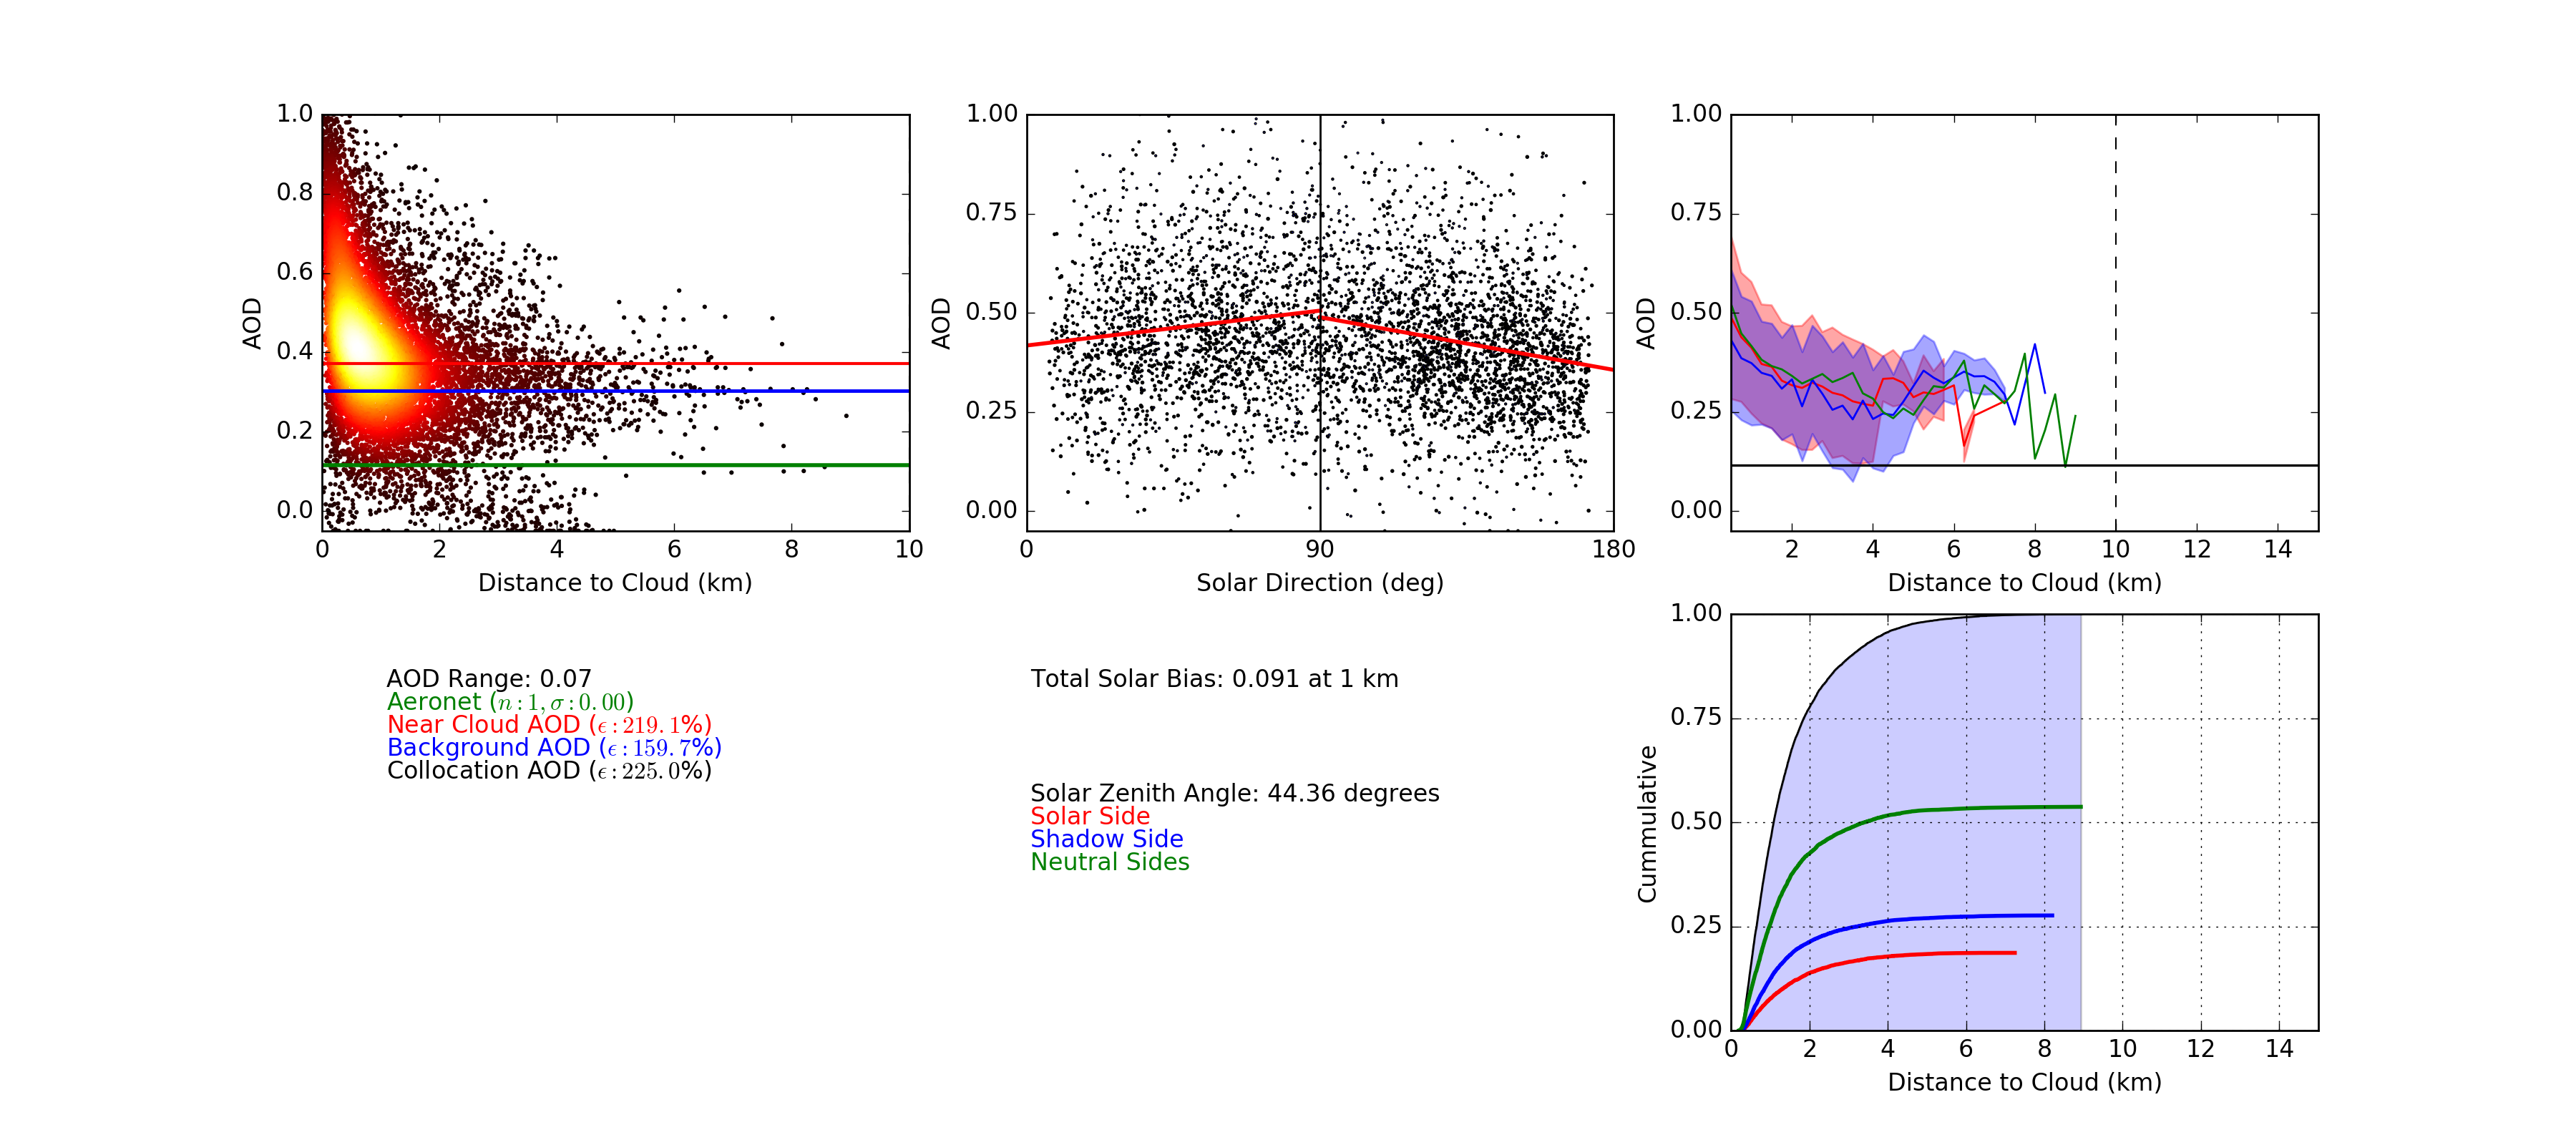 1.0
0.8
0.6
0.4
0.2
0.0
AOD
0
2
4
6
8
10
Distance to Cloud (km)
1.00
0.75
0.50
0.25
0.00
AOD
0
90
180
Solar Direction (deg)
1.00
0.75
0.50
0.25
0.00
AOD
2
4
6
8
10
12
14
Distance to Cloud (km)
AOD Range: 0.07
Aeronet (n : 1, σ : 0.00)
Near Cloud AOD (ϵ : 219.1%)
Background AOD (ϵ : 159.7%)
Collocation AOD (ϵ : 225.0%)
Total Solar Bias: 0.091 at 1 km
Solar Zenith Angle: 44.36 degrees
Solar Side
Shadow Side
Neutral Sides
1.00
0.75
0.50
0.25
0.00
Cummulative
0
2
4
6
8
10
12
14
Distance to Cloud (km)